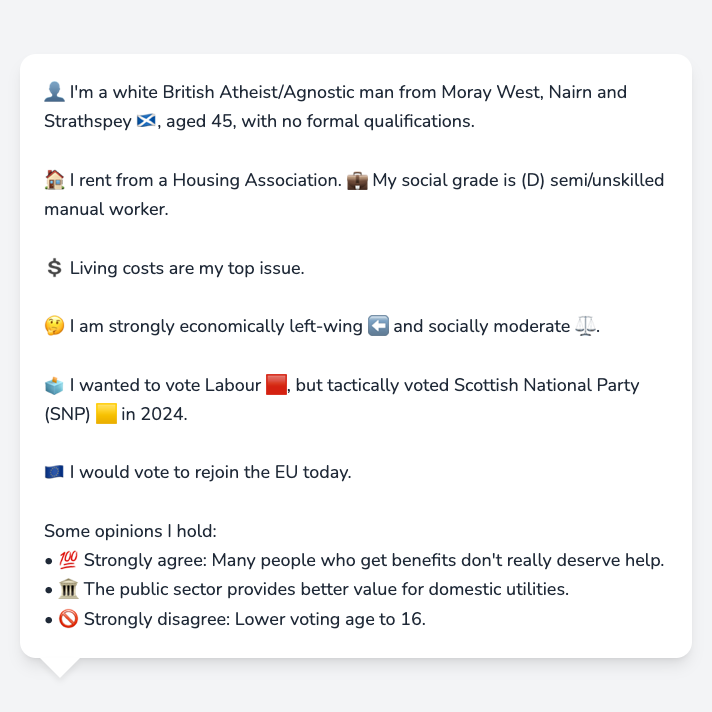 👤 I'm a white British Atheist/Agnostic man from Moray West, Nairn and
Strathspey 🏴󠁧󠁢󠁳󠁣󠁴󠁿, aged 45, with no formal qualifications.
🏠 I rent from a Housing Association. 💼 My social grade is (D) semi/unskilled
manual worker.
💲 Living costs are my top issue.
🤔 I am strongly economically left-wing ⬅️ and socially moderate ⚖️.
🗳️ I wanted to vote Labour 🟥, but tactically voted Scottish National Party
(SNP) 🟨 in 2024.
🇪🇺 I would vote to rejoin the EU today.
Some opinions I hold:
• 💯 Strongly agree: Many people who get benefits don't really deserve help.
• 🏛️ The public sector provides better value for domestic utilities.
• 🚫 Strongly disagree: Lower voting age to 16.